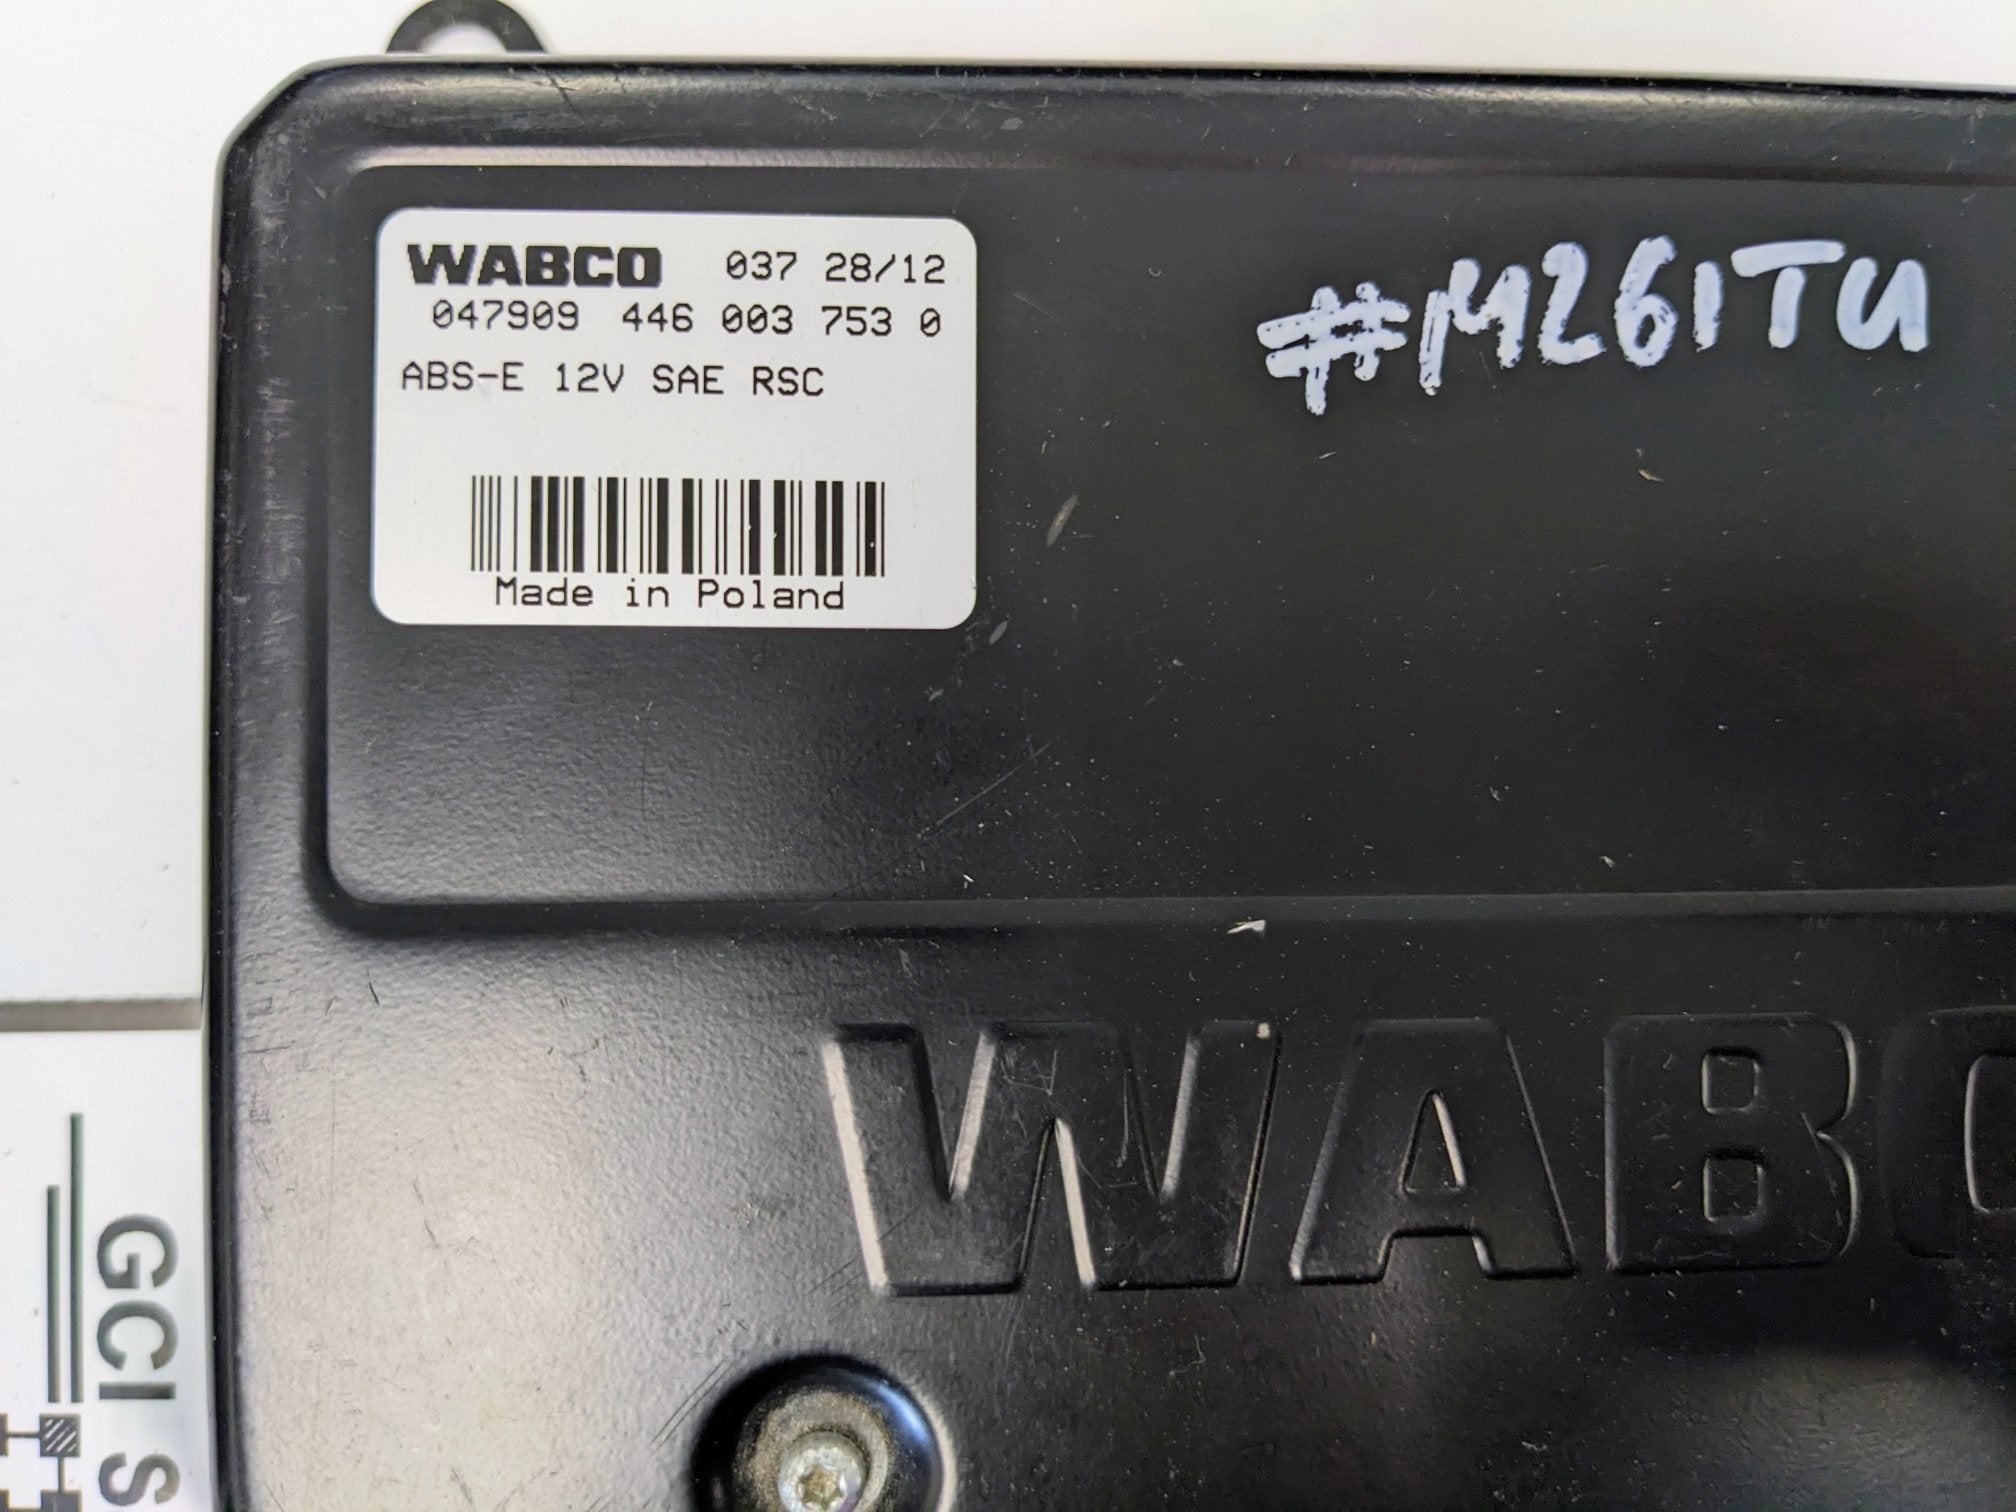 WABCO 037 28/12
047909 446 003 753 0
ABS-E 12V SAE RSC
Made in Poland
#M261TU
WABC
GCI S